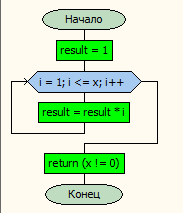 Начало
result = 1
i = 1; i <= x; i++
result = result * i
return (x != 0)
Конец